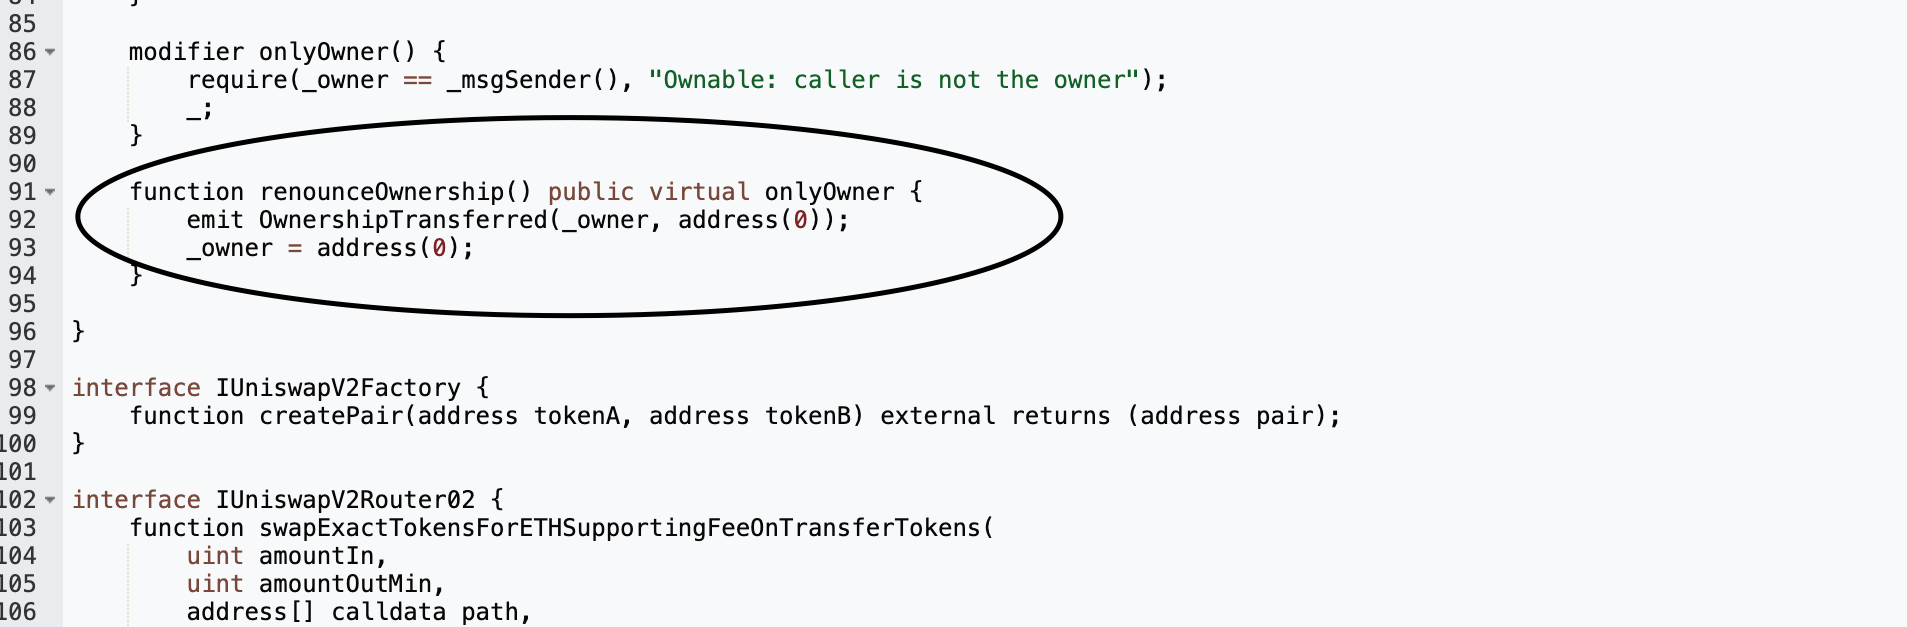 85
86 modifier onlyOwner() {
87 require(_owner == _msgSender(), "Ownable: caller is not the owner");
88 _;
89 }
90
91 function renounceOwnership() public virtual onlyOwner {
92 emit OwnershipTransferred(_owner, address(0));
93 _owner = address(0);
94 }
95
96 }
97
98 interface IUniswapV2Factory {
99 function createPair(address tokenA, address tokenB) external returns (address pair);
100 }
101
102 interface IUniswapV2Router02 {
103 function swapExactTokensForETHSupportingFeeOnTransferTokens(
104 uint amountIn,
105 uint amountOutMin,
106 address[] calldata path,